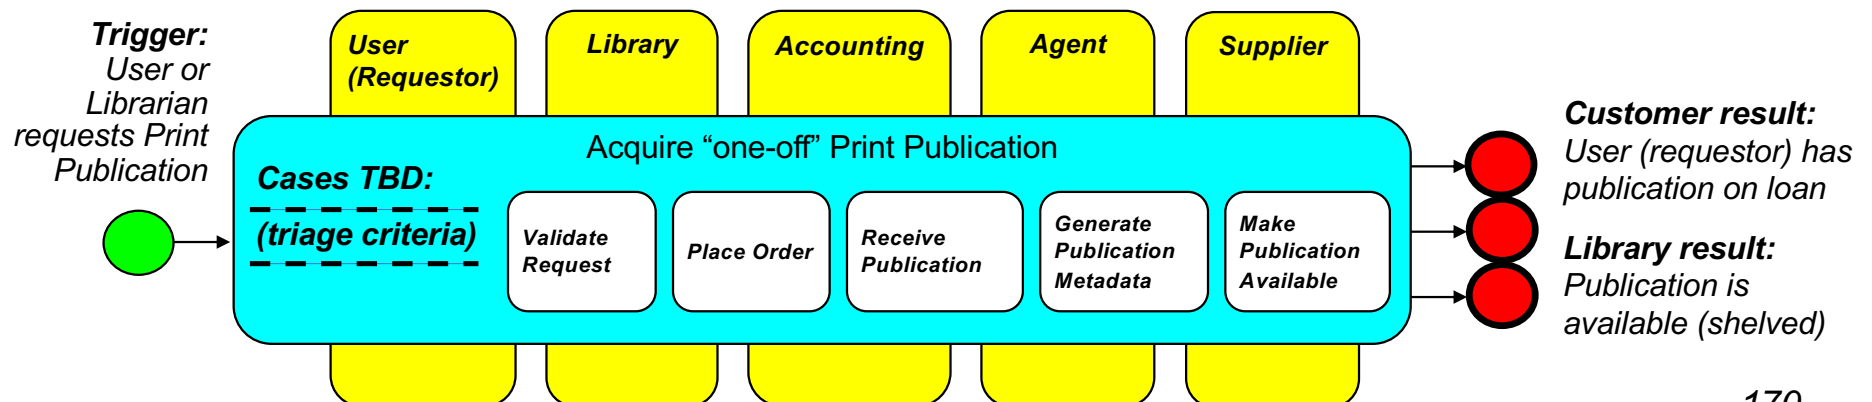 Trigger:
User or
Librarian
requests Print
Publication
User
(Requestor)
Library
Accounting
Agent
Supplier
Acquire “one-off” Print Publication
Cases TBD:
(triage criteria)
Validate
Request
Place Order
Receive
Publication
Generate
Publication
Metadata
Make
Publication
Available
Customer result:
User (requestor) has
publication on loan
Library result:
Publication is
available (shelved)
170